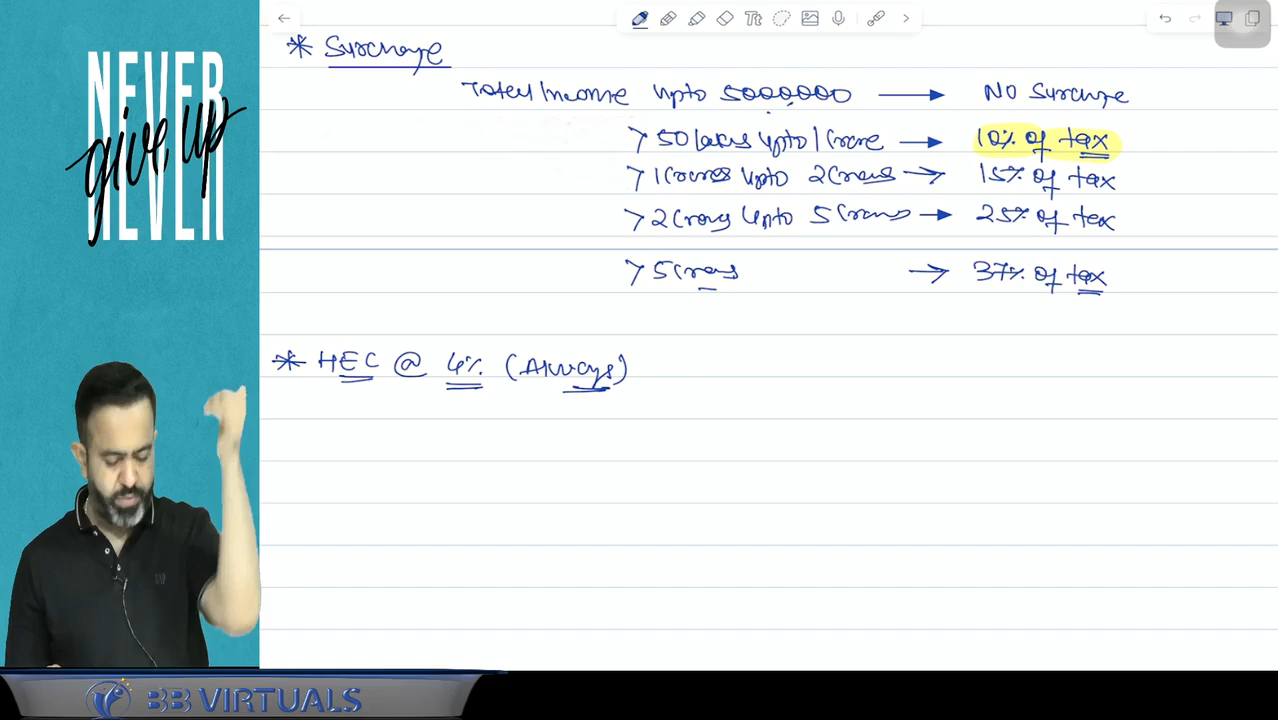 NEVER
give up
NEVER
* Surcharge
Total Income upto 5000000 → NO Surcharge
> 50 lakhs upto 1 Crore → 10% of tax
> 1 Crores upto 2 Crores → 15% of tax
> 2 Crores upto 5 Crores → 25% of tax
> 5 Crores → 37% of tax
* HEC @ 4% (Always)
BB VIRTUALS